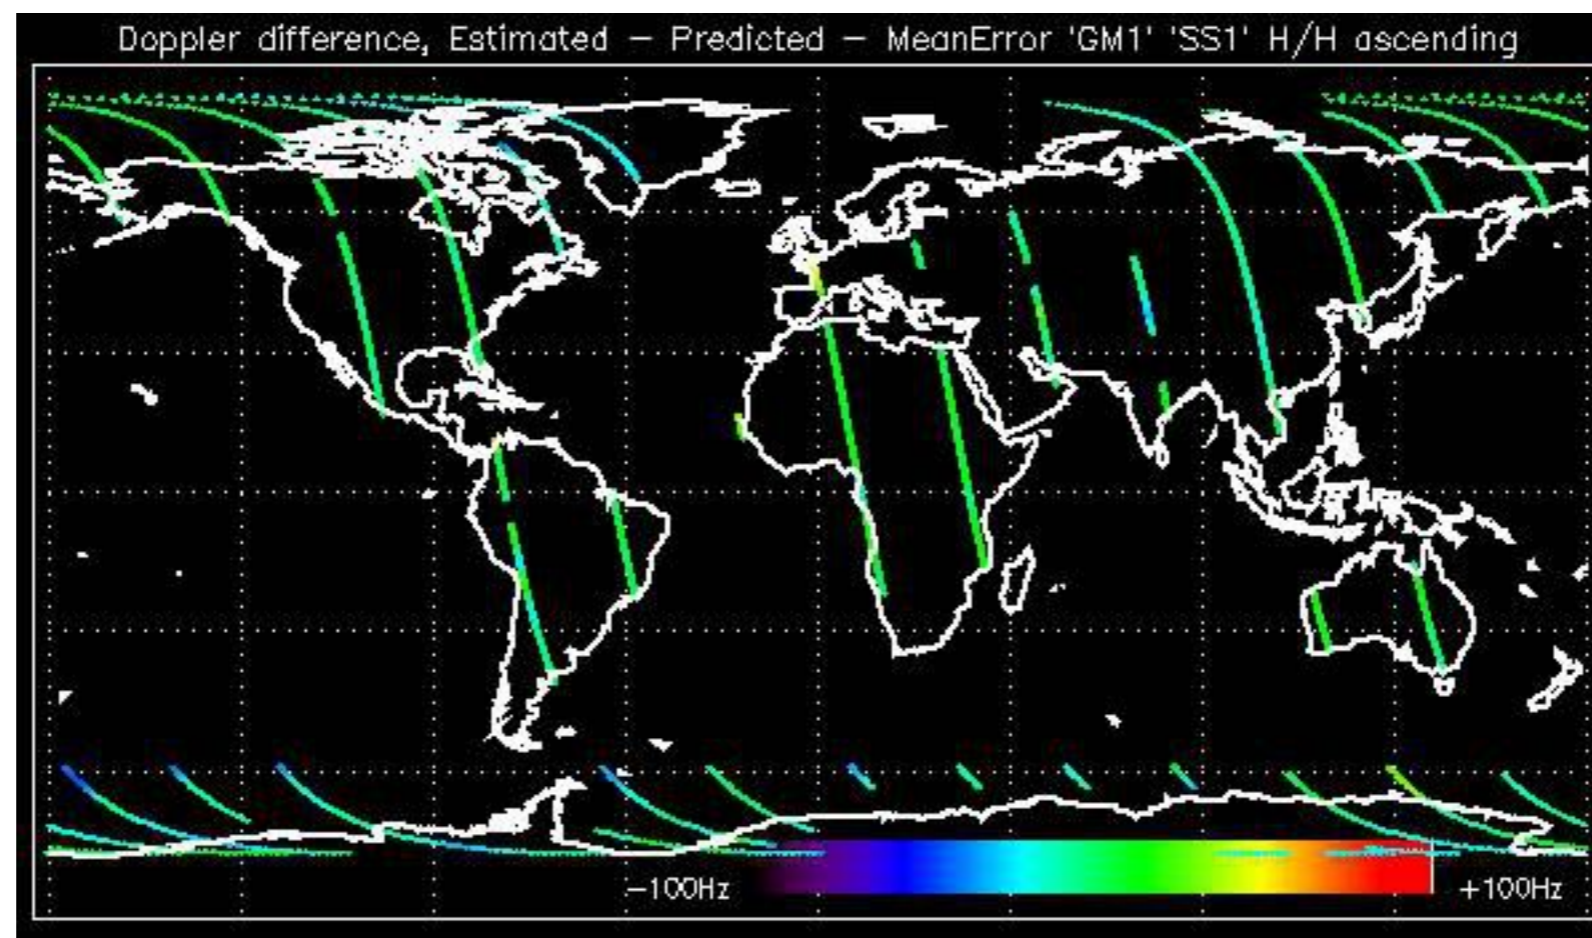 Doppler difference, Estimated – Predicted – MeanError 'GM1' 'SS1' H/H ascending
–100Hz
+100Hz